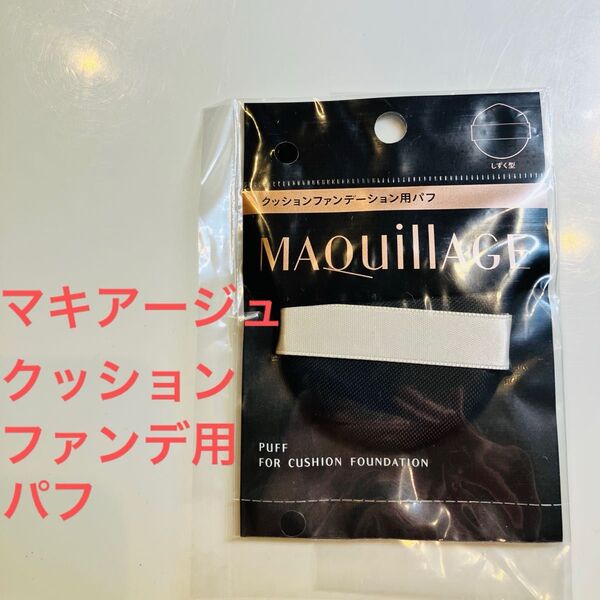 しずく型
クッションファンデーション用パフ
MAQuillAGE
マキアージュ
クッション
ファンデ用
パフ
PUFF
FOR CUSHION FOUNDATION